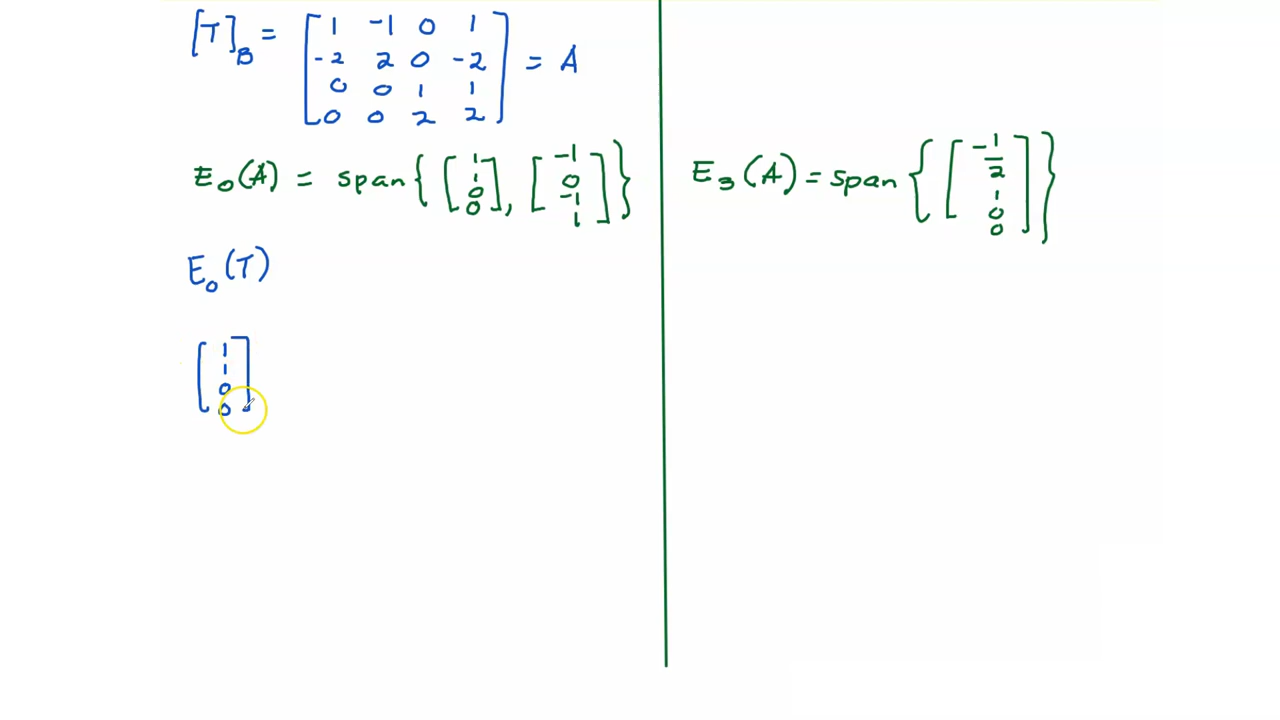 [T]_B = [1 -1 0 1
-2 2 0 -2
0 0 1 1
0 0 2 2] = A
E_0(A) = span{[1 1 0 0], [-1 0 -1 1]}
E_3(A) = span{[-1/2 1 0 0]}
E_0(T)
[1
1
0
0]